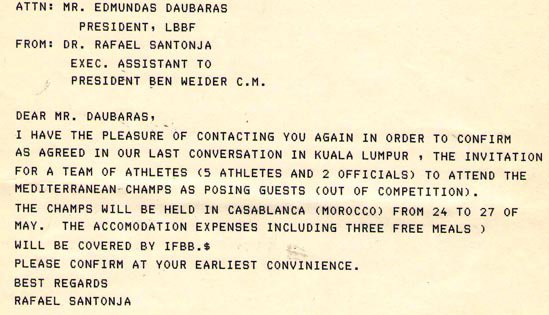 ATTN: MR. EDMUNDAS DAUBARAS
PRESIDENT, LBBF
FROM: DR. RAFAEL SANTONJA
EXEC. ASSISTANT TO
PRESIDENT BEN WEIDER C.M.
DEAR MR. DAUBARAS,
I HAVE THE PLEASURE OF CONTACTING YOU AGAIN IN ORDER TO CONFIRM
AS AGREED IN OUR LAST CONVERSATION IN KUALA LUMPUR , THE INVITATION
FOR A TEAM OF ATHLETES (5 ATHLETES AND 2 OFFICIALS) TO ATTEND THE
MEDITERRANEAN CHAMPS AS POSING GUESTS (OUT OF COMPETITION).
THE CHAMPS WILL BE HELD IN CASABLANCA (MOROCCO) FROM 24 TO 27 OF
MAY. THE ACCOMODATION EXPENSES INCLUDING THREE FREE MEALS )
WILL BE COVERED BY IFBB.$
PLEASE CONFIRM AT YOUR EARLIEST CONVINIENCE.
BEST REGARDS
RAFAEL SANTONJA